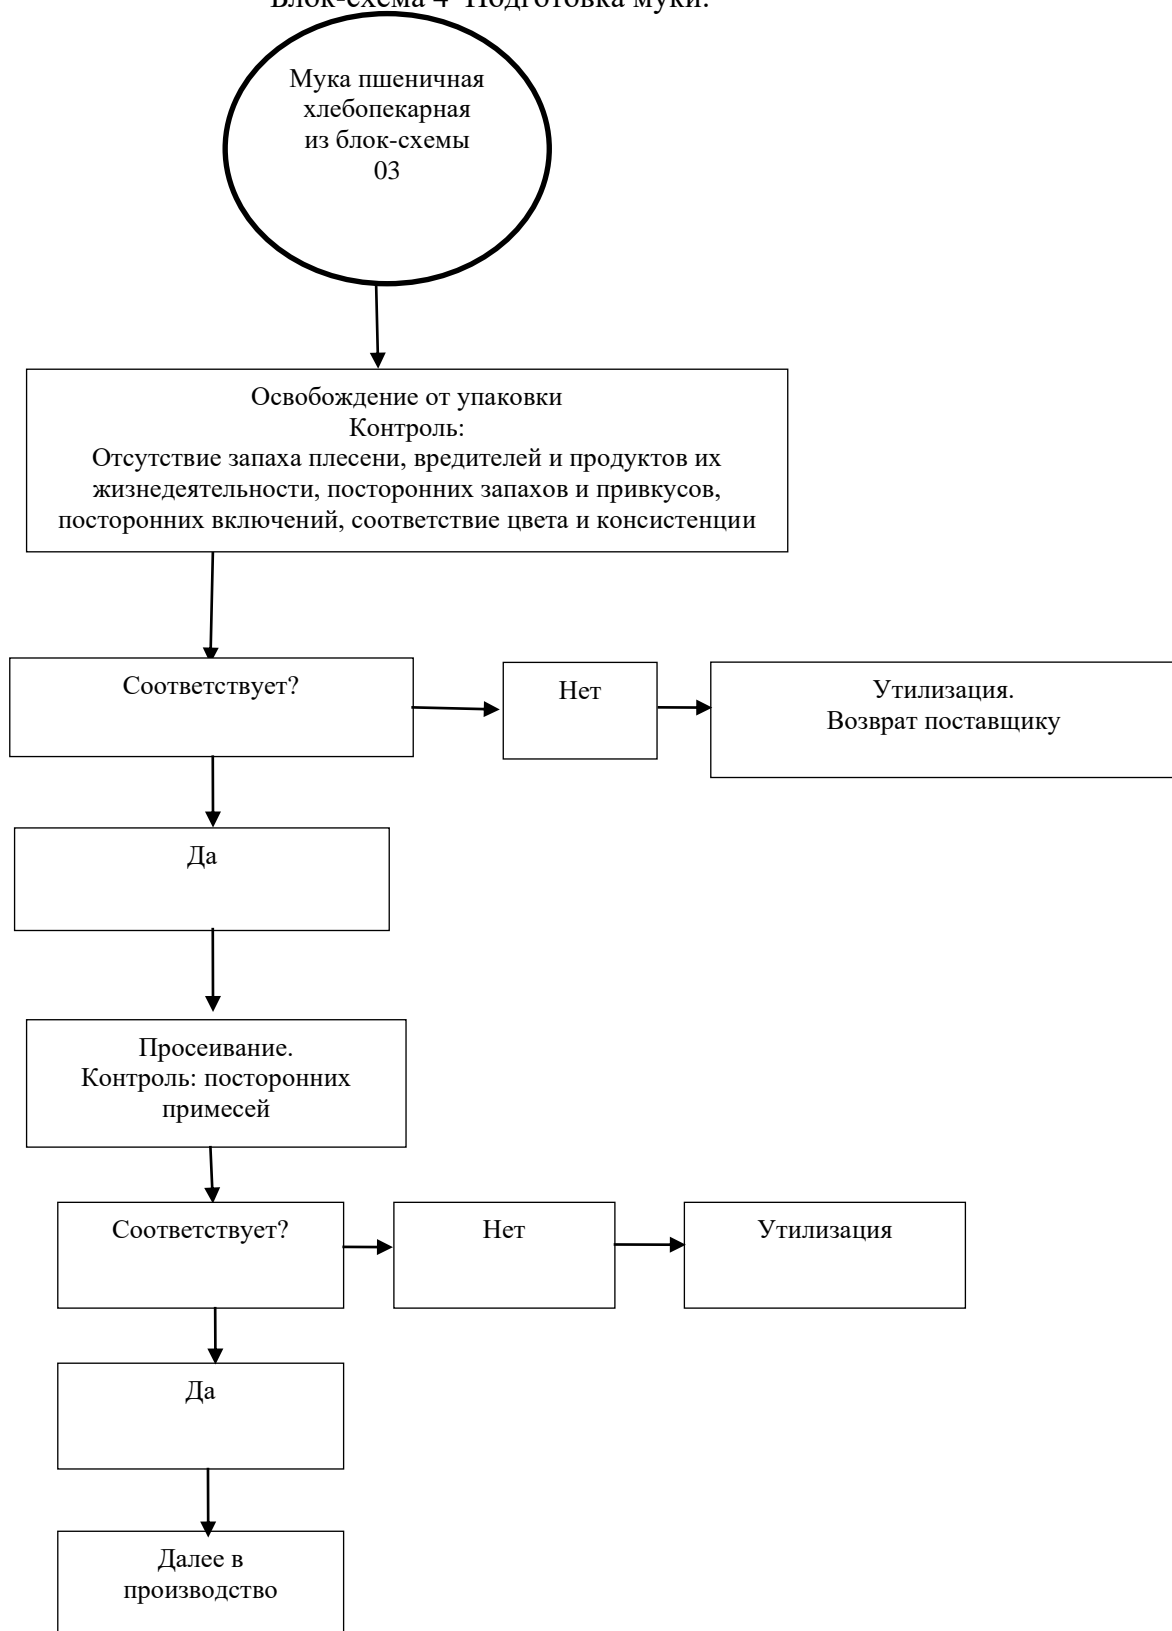 Блок-схема 4 Подготовка муки.
Мука пшеничная
хлебопекарная
из блок-схемы
03
Освобождение от упаковки
Контроль:
Отсутствие запаха плесени, вредителей и продуктов их
жизнедеятельности, посторонних запахов и привкусов,
посторонних включений, соответствие цвета и консистенции
Соответствует?
Нет
Утилизация.
Возврат поставщику
Да
Просеивание.
Контроль: посторонних
примесей
Соответствует?
Нет
Утилизация
Да
Далее в
производство